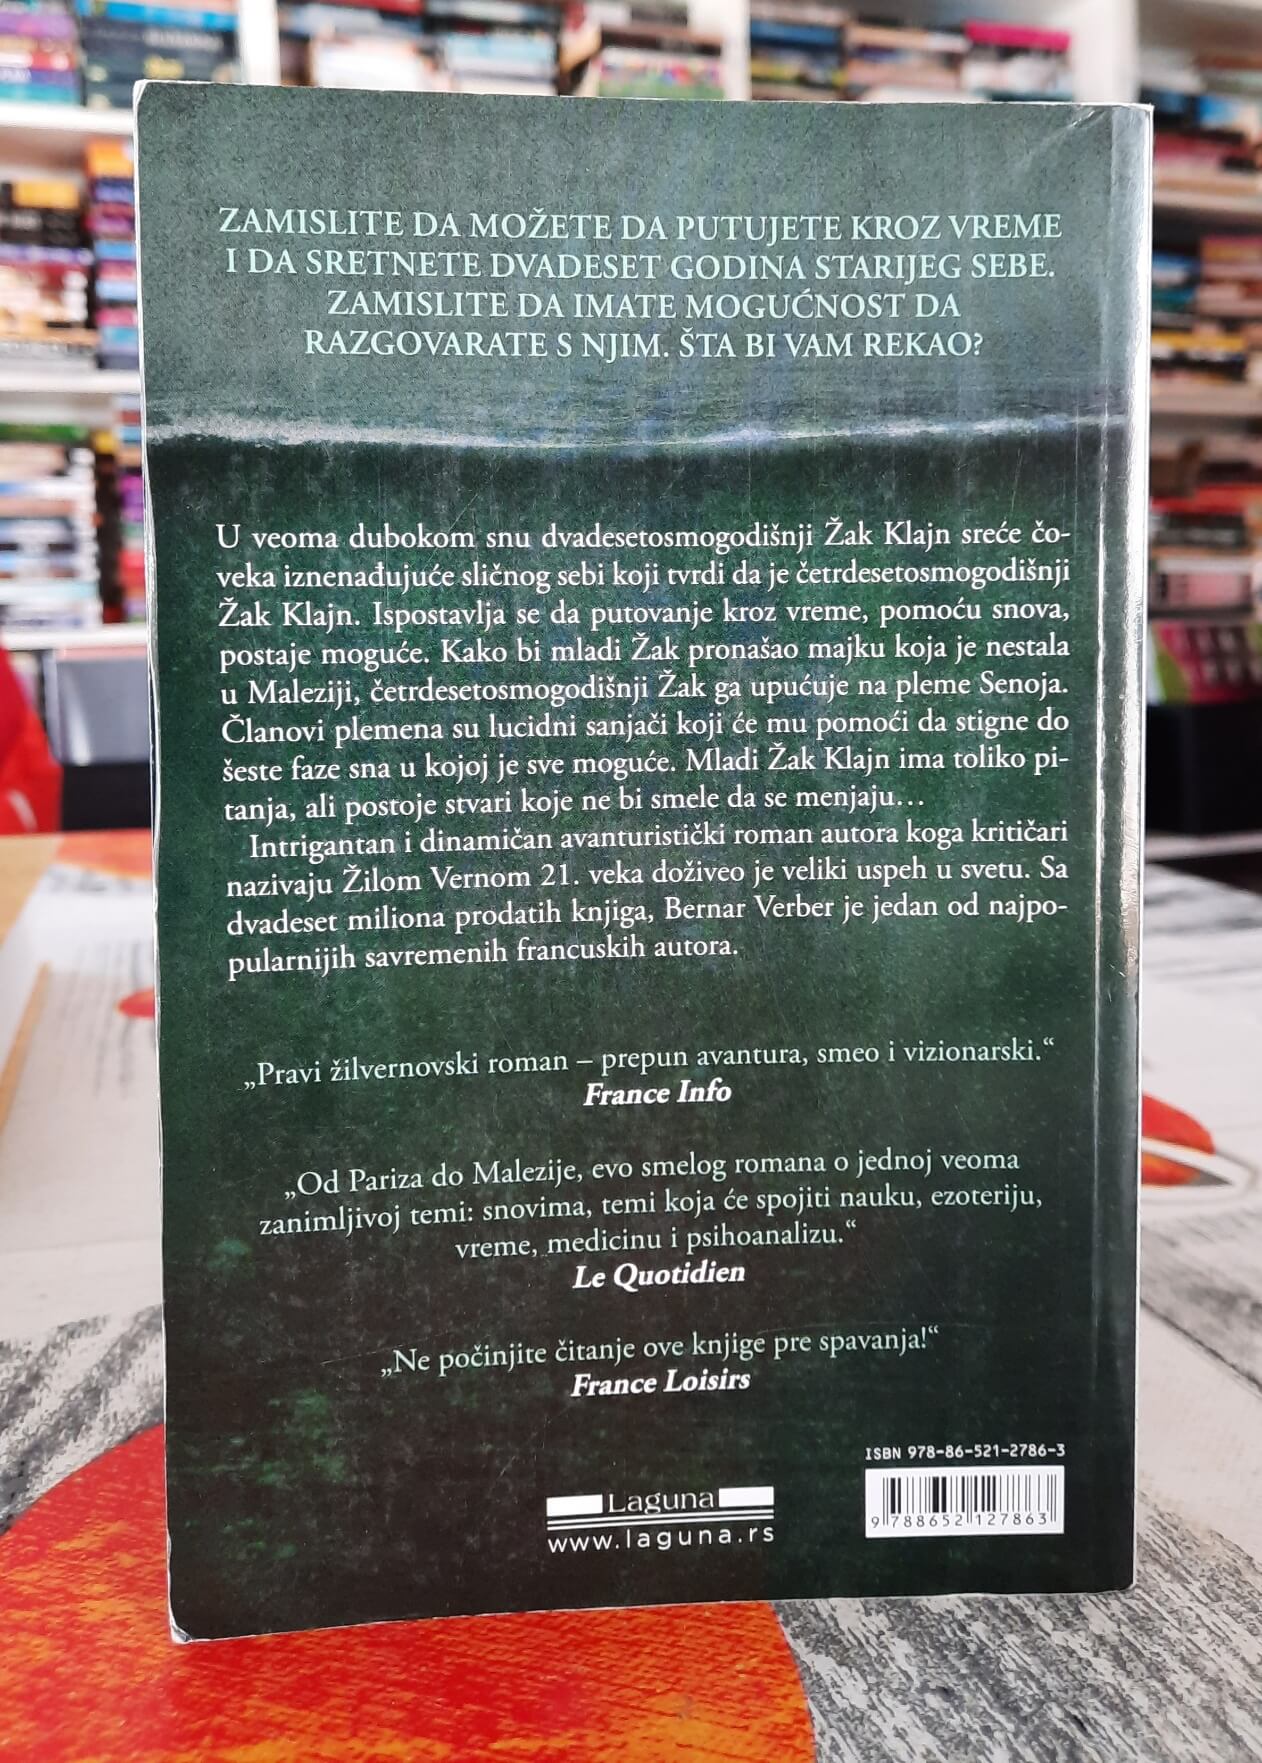 ZAMISLITE DA MOŽETE DA PUTUJETE KROZ VREME
I DA SRETNETE DVADESET GODINA STARIJEG SEBE.
ZAMISLITE DA IMATE MOGUĆNOST DA
RAZGOVARATE S NJIM. ŠTA BI VAM REKAO?
U veoma dubokom snu dvadesetosmogodišnji Žak Klajn sreće čo-
veka iznenađujuće sličnog sebi koji tvrdi da je četrdesetosmogodišnji
Žak Klajn. Ispostavlja se da putovanje kroz vreme, pomoću snova,
postaje moguće. Kako bi mladi Žak pronašao majku koja je nestala
u Maleziji, četrdesetosmogodišnji Žak ga upućuje na pleme Senoja.
Članovi plemena su lucidni sanjači koji će mu pomoći da stigne do
šeste faze sna u kojoj je sve moguće. Mladi Žak Klajn ima toliko pi-
tanja, ali postoje stvari koje ne bi smele da se menjaju...
Intrigantan i dinamičan avanturistički roman autora koga kritičari
nazivaju Žilom Vernom 21. veka doživeo je veliki uspeh u svetu. Sa
dvadeset miliona prodatih knjiga, Bernar Verber je jedan od najpo-
pularnijih savremenih francuskih autora.
„Pravi žilvernovski roman – prepun avantura, smeo i vizionarski.“
France Info
„Od Pariza do Malezije, evo smelog romana o jednoj veoma
zanimljivoj temi: snovima, temi koja će spojiti nauku, ezoteriju,
vreme, medicinu i psihoanalizu.“
Le Quotidien
„Ne počinjite čitanje ove knjige pre spavanja!“
France Loisirs
ISBN 978-86-521-2786-3
9 788652 127863
Laguna
www.laguna.rs